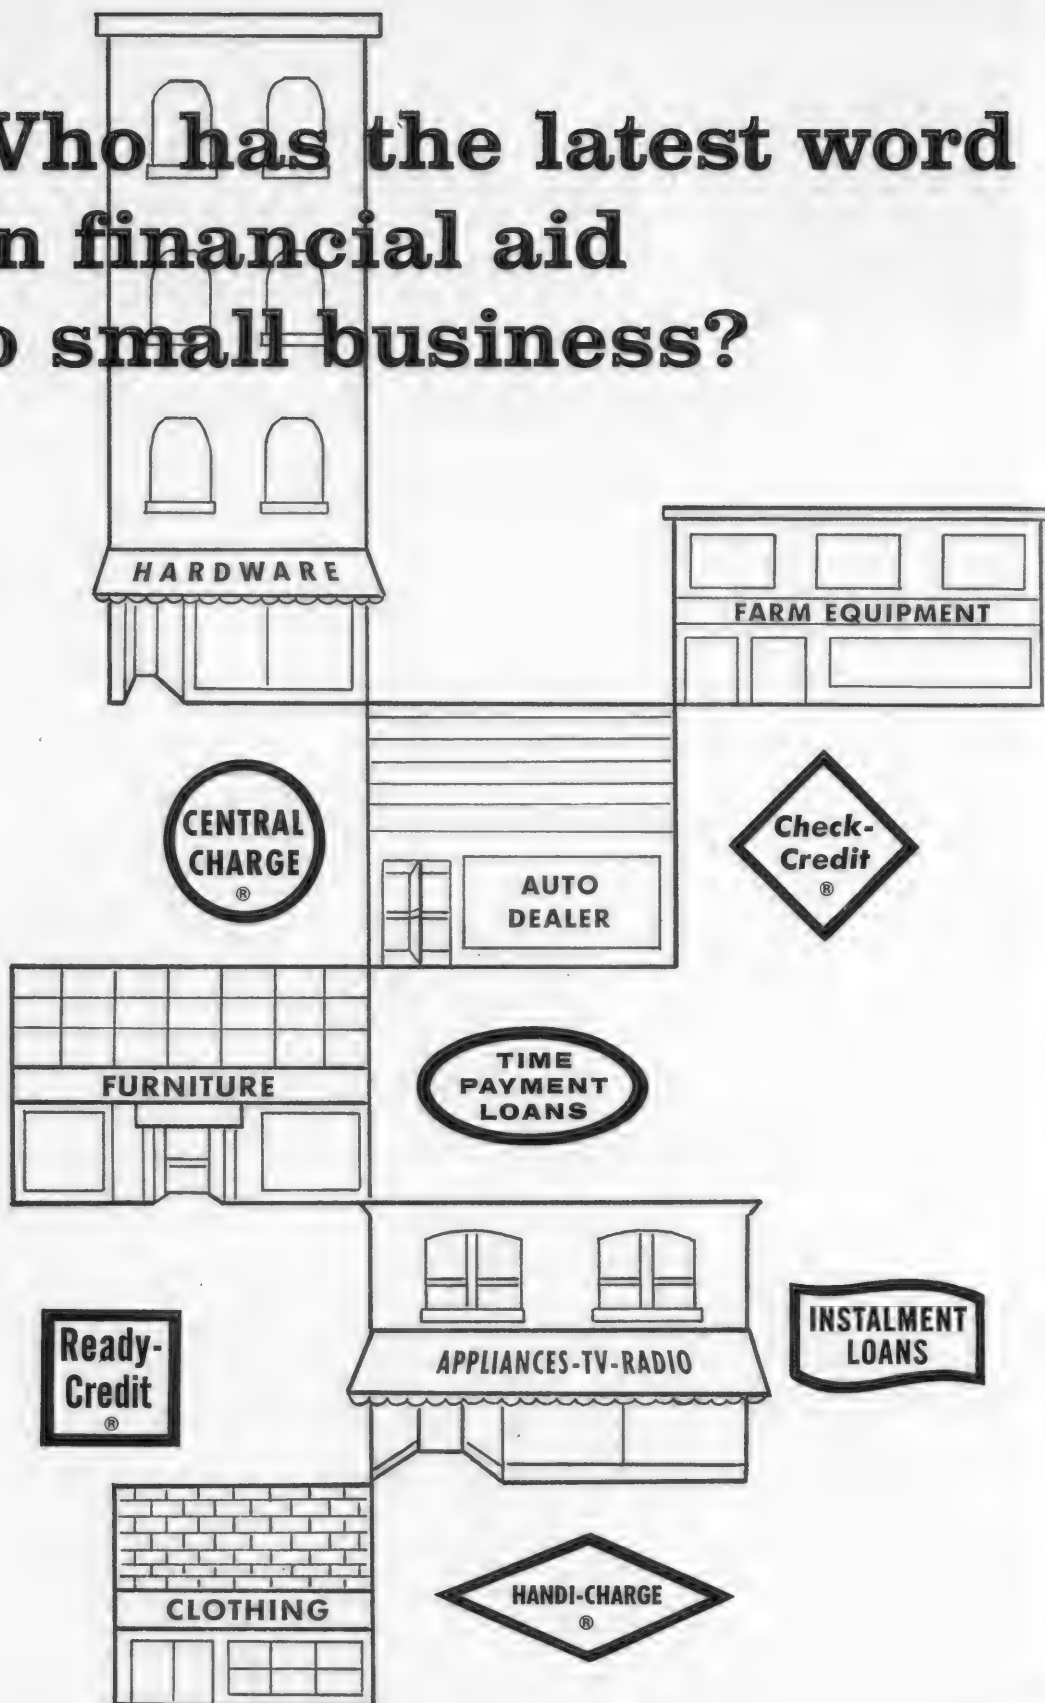 Who has the latest word
n financial aid
o small business?
HARDWARE
FARM EQUIPMENT
CENTRAL
CHARGE
®
AUTO
DEALER
Check-
Credit
®
FURNITURE
TIME
PAYMENT
LOANS
Ready-
Credit
®
APPLIANCES-TV-RADIO
INSTALMENT
LOANS
CLOTHING
HANDI-CHARGE
®